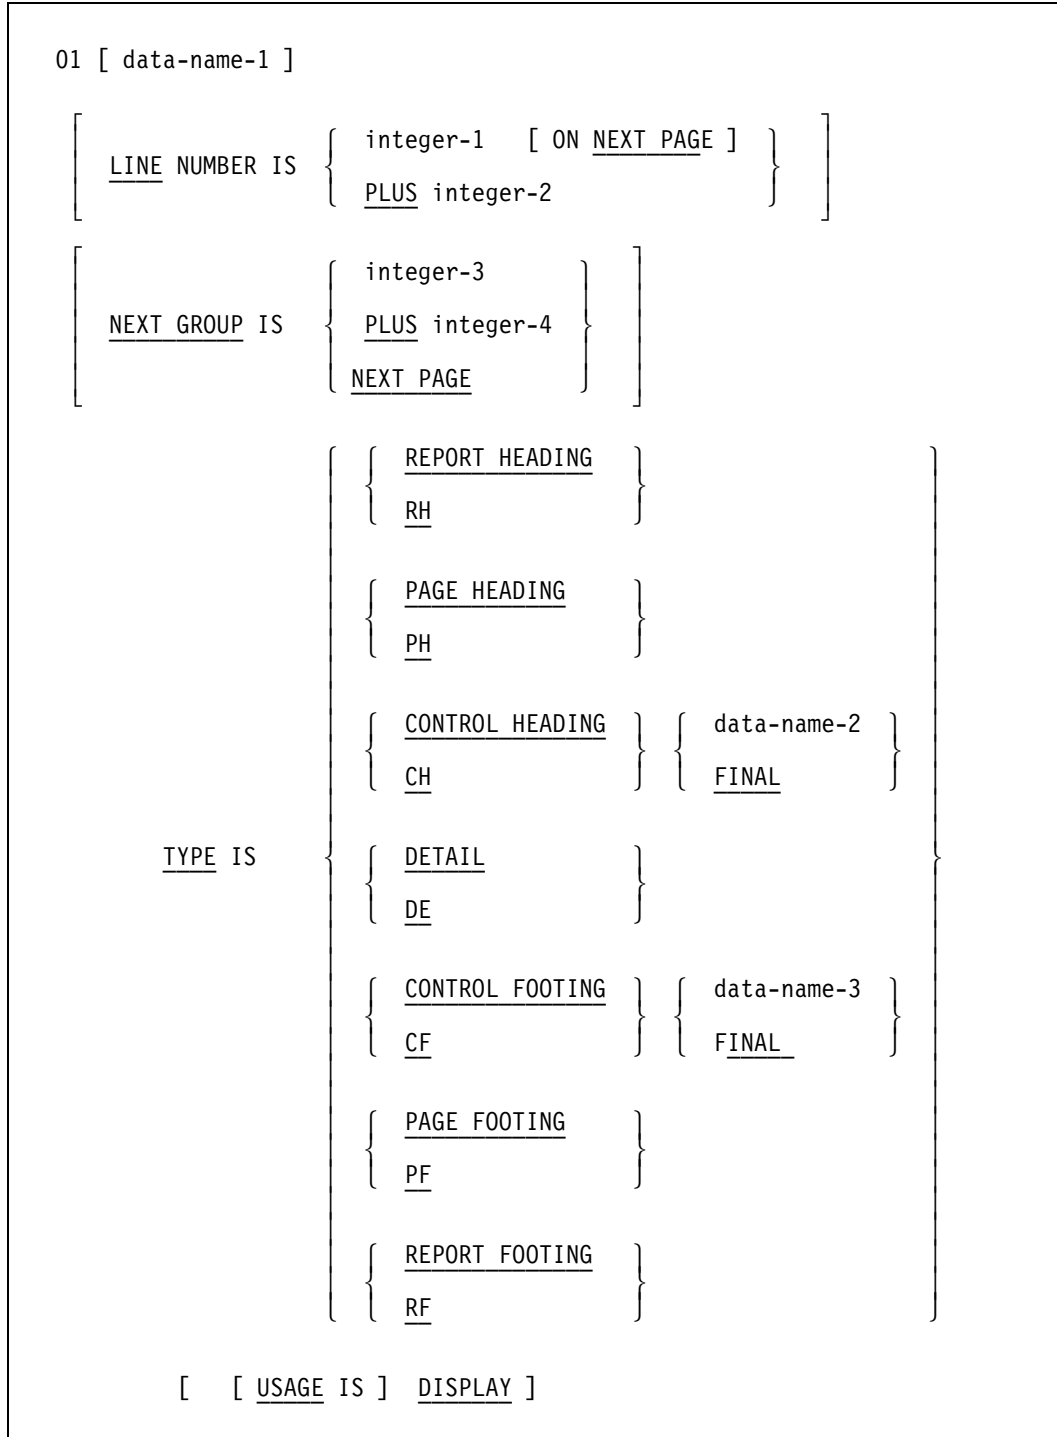 01 [ data-name-1 ]
integer-1 [ ON NEXT PAGE ]
LINE NUMBER IS
PLUS integer-2
integer-3
NEXT GROUP IS PLUS integer-4
NEXT PAGE
REPORT HEADING
RH
PAGE HEADING
PH
CONTROL HEADING data-name-2
CH FINAL
TYPE IS DETAIL
DE
CONTROL FOOTING data-name-3
CF FINAL
PAGE FOOTING
PF
REPORT FOOTING
RF
[ [ USAGE IS ] DISPLAY ]